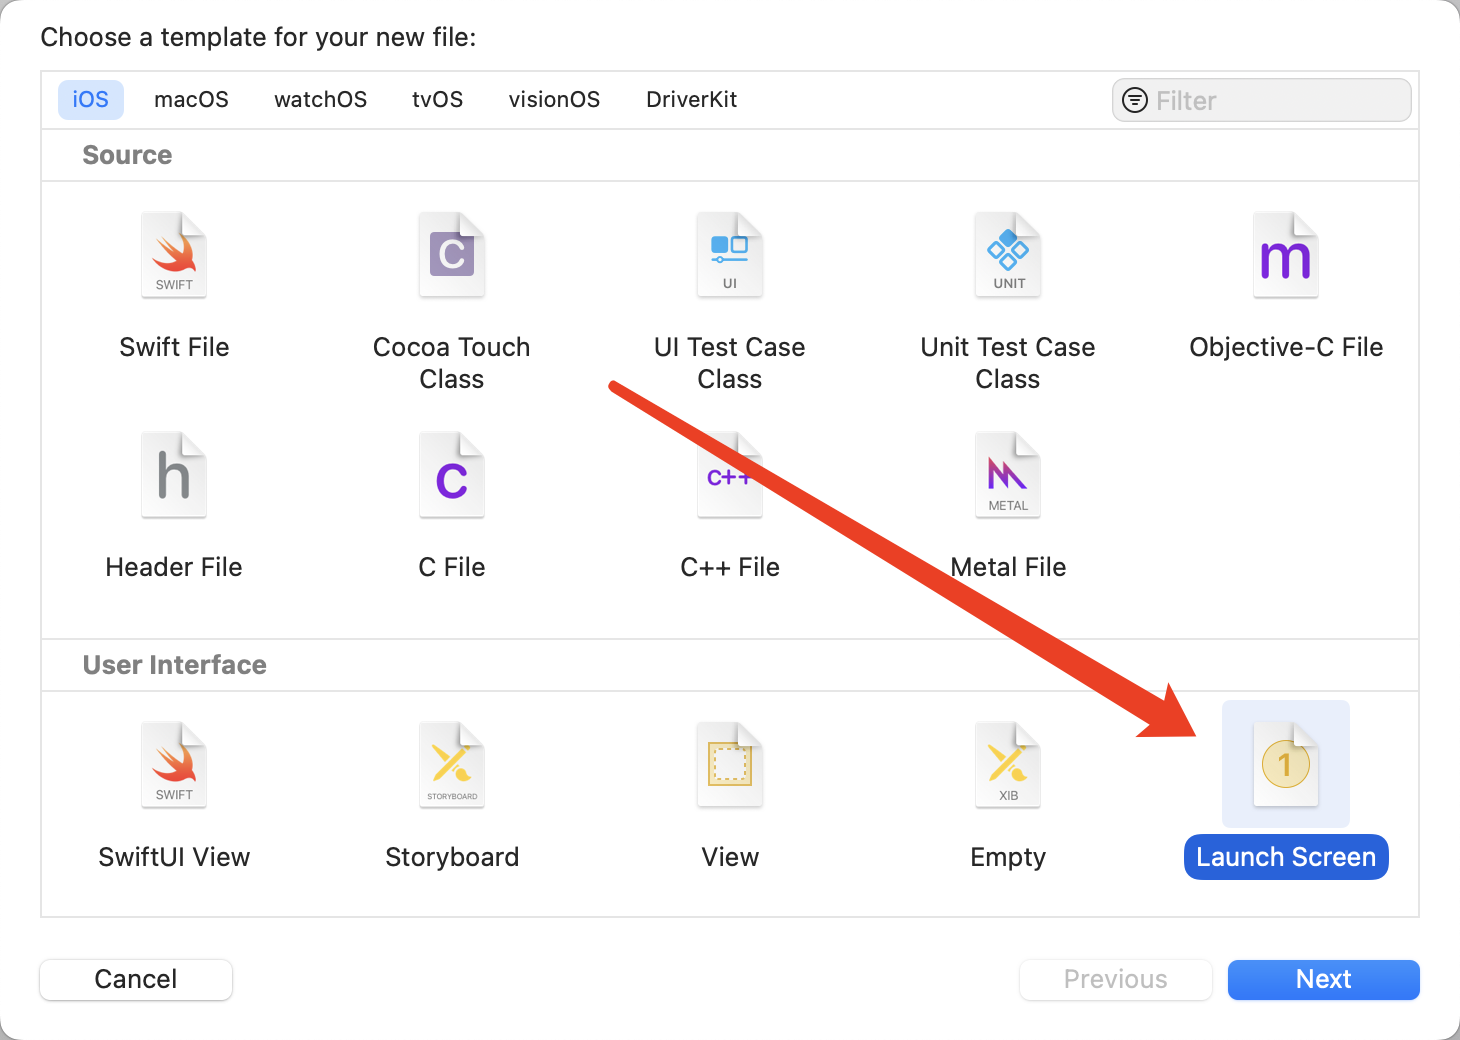 Choose a template for your new file:
iOS macOS watchOS tvOS visionOS DriverKit Filter
Source
SWIFT C UI UNIT m
Swift File Cocoa Touch Class UI Test Case Class Unit Test Case Class Objective-C File
h C C++ METAL
Header File C File C++ File Metal File
User Interface
SWIFT STORYBOARD XIB 1
SwiftUI View Storyboard View Empty Launch Screen
Cancel Previous Next